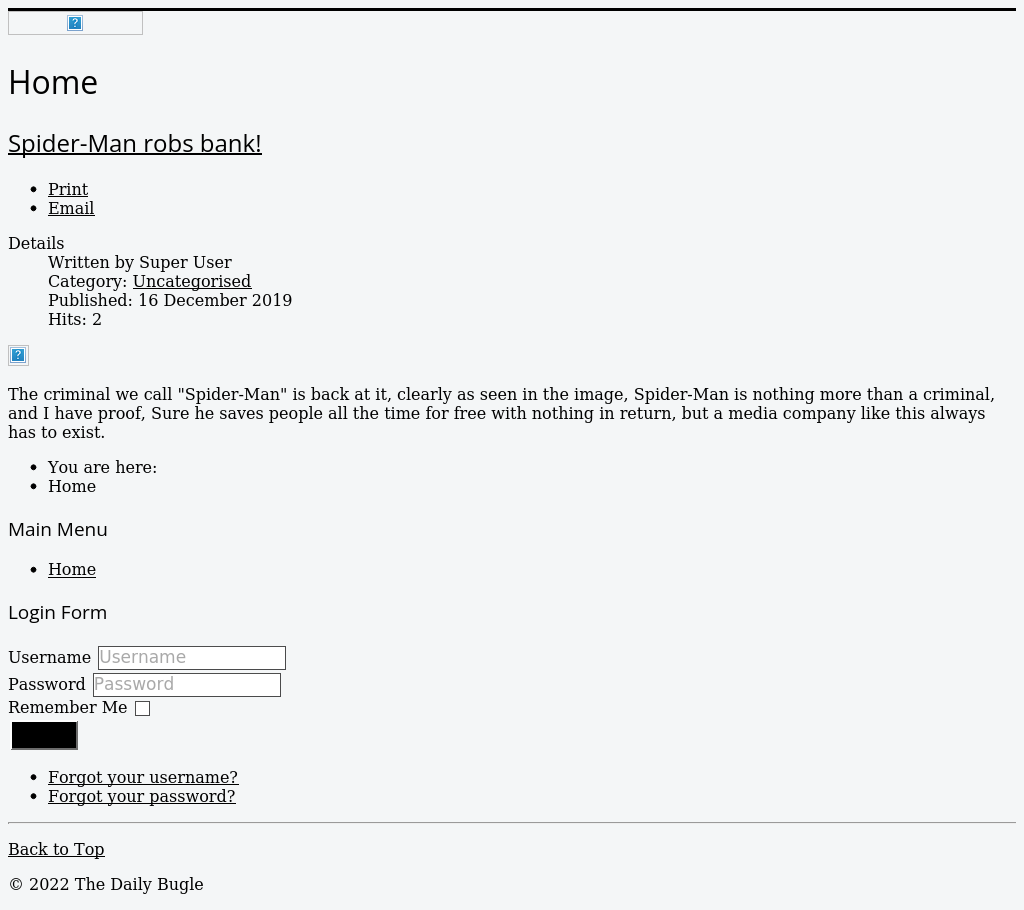 Home
Spider-Man robs bank!
Print
Email
Details
Written by Super User
Category: Uncategorised
Published: 16 December 2019
Hits: 2
The criminal we call "Spider-Man" is back at it, clearly as seen in the image, Spider-Man is nothing more than a criminal,
and I have proof, Sure he saves people all the time for free with nothing in return, but a media company like this always
has to exist.
You are here:
Home
Main Menu
Home
Login Form
Username Username
Password Password
Remember Me
Forgot your username?
Forgot your password?
Back to Top
© 2022 The Daily Bugle